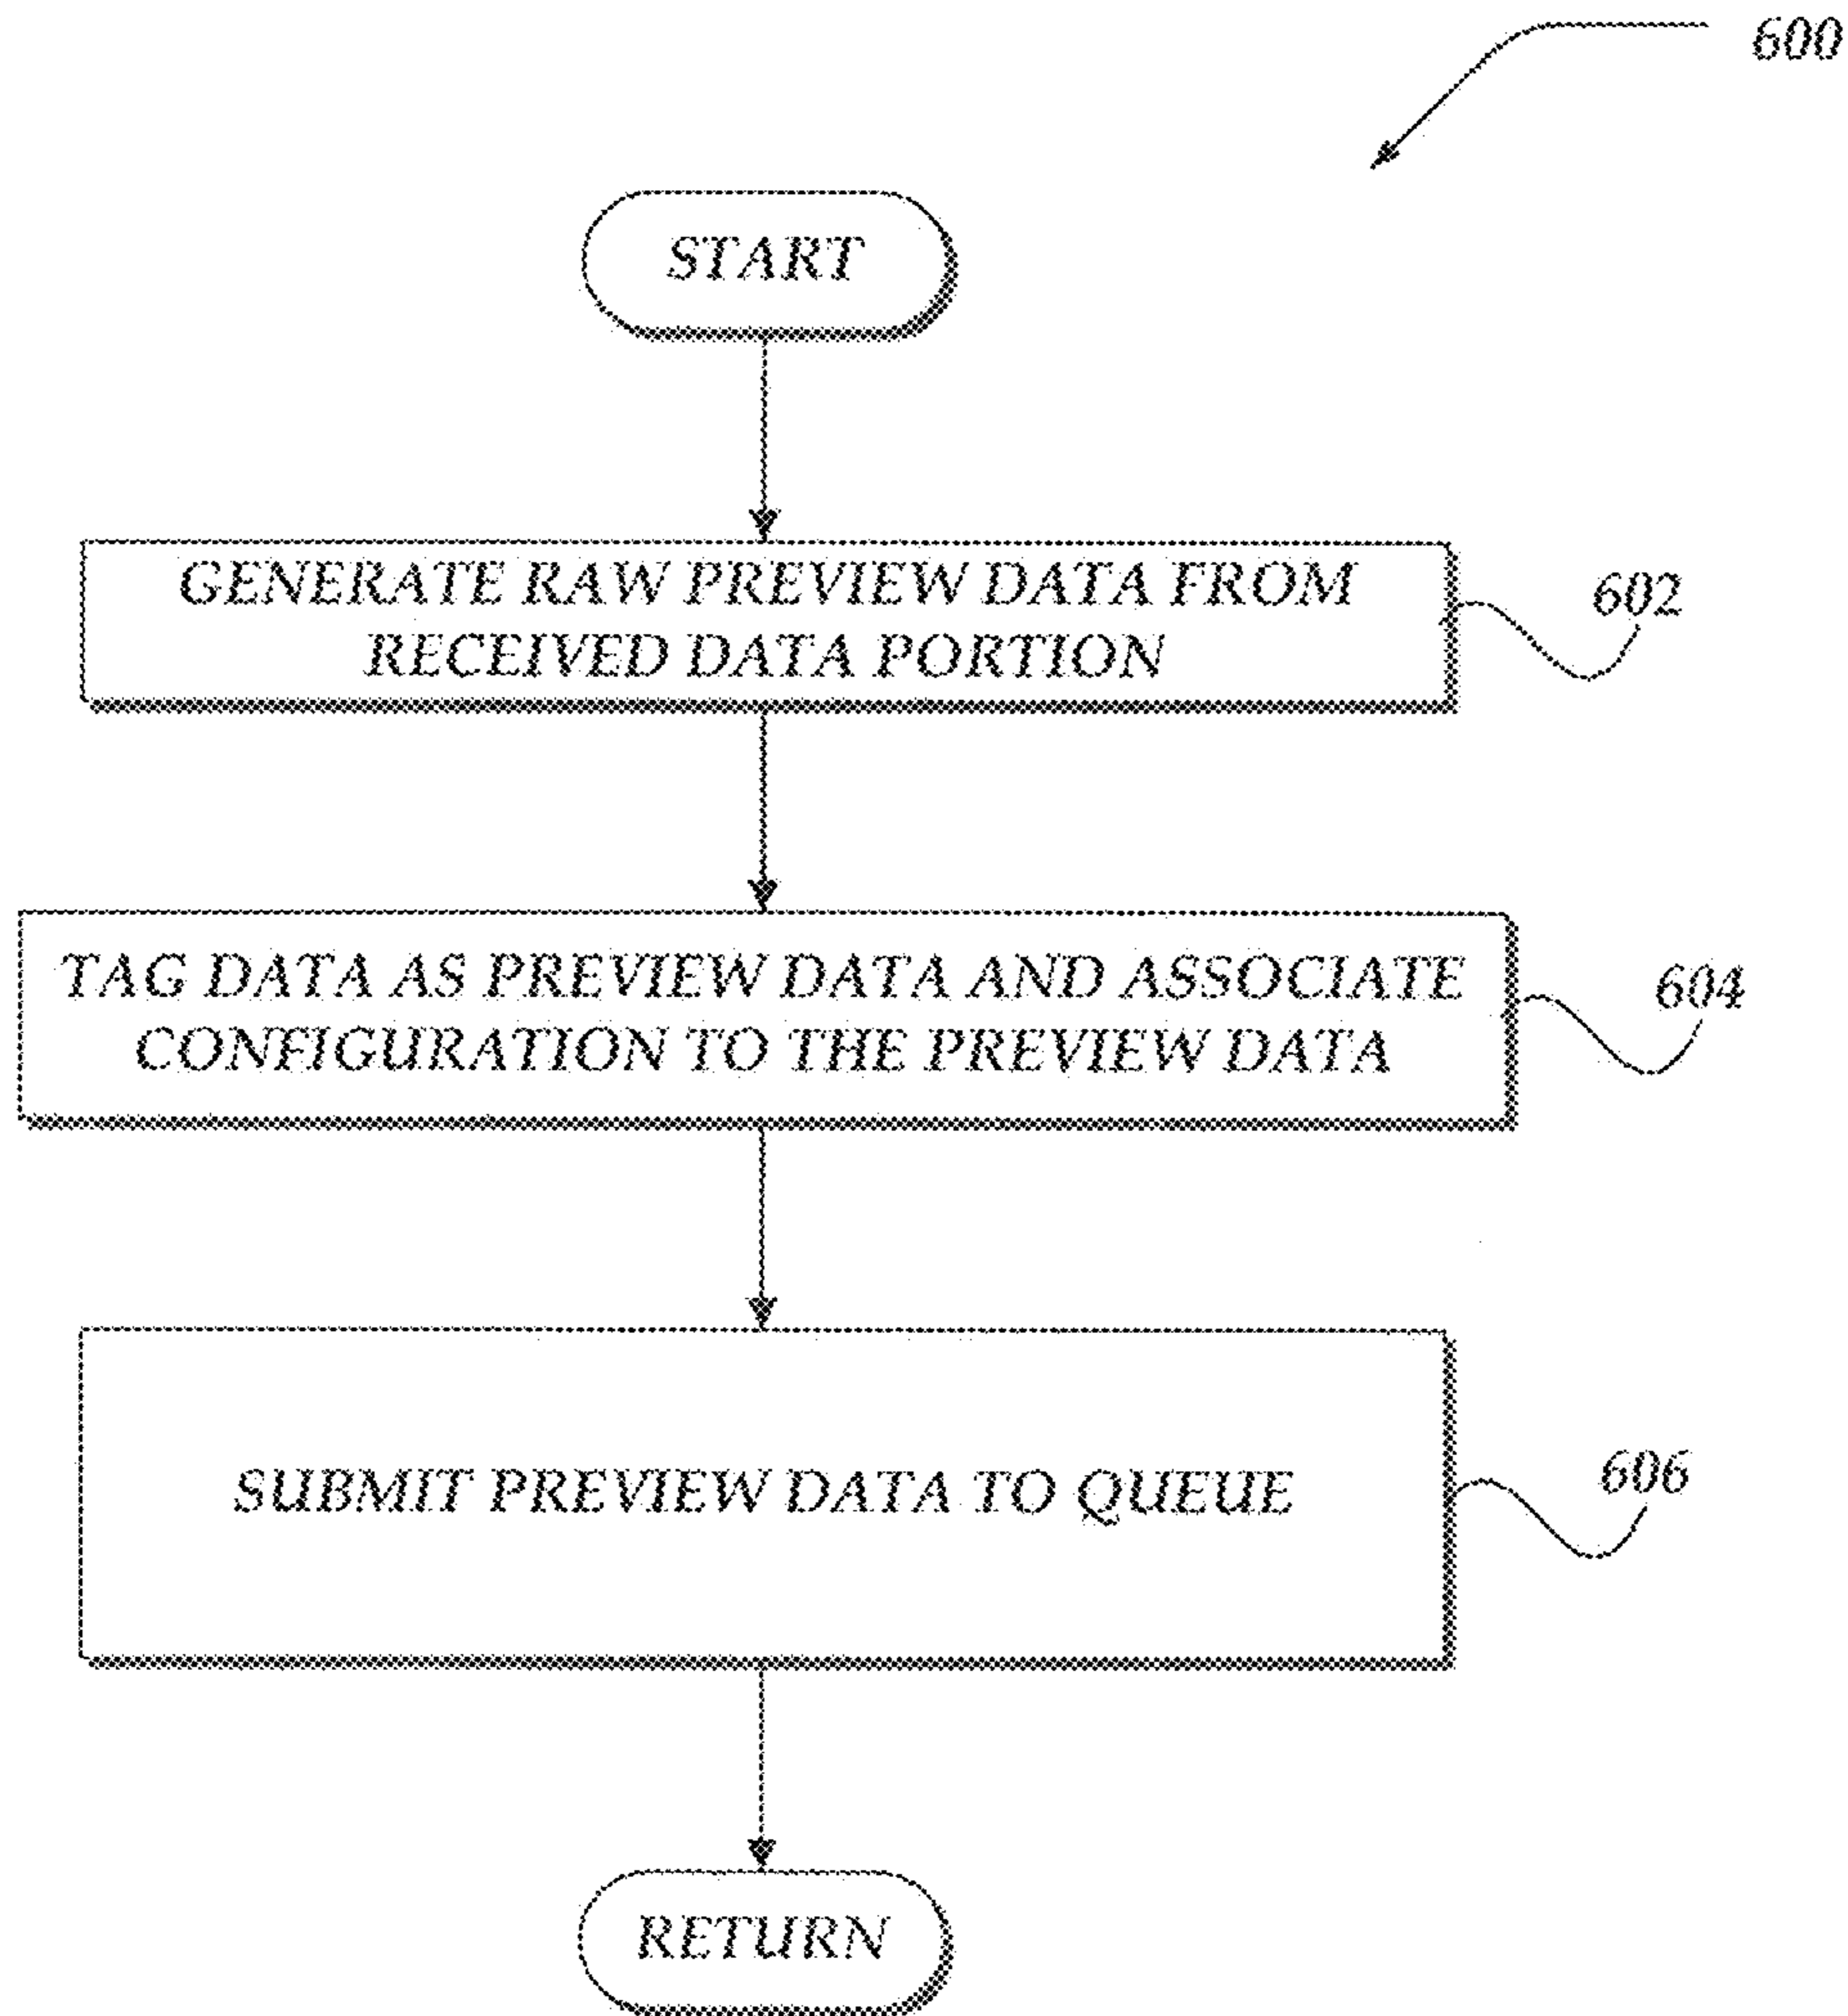 600
START
GENERATE RAW PREVIEW DATA FROM
RECEIVED DATA PORTION
602
TAG DATA AS PREVIEW DATA AND ASSOCIATE
CONFIGURATION TO THE PREVIEW DATA
604
SUBMIT PREVIEW DATA TO QUEUE
606
RETURN